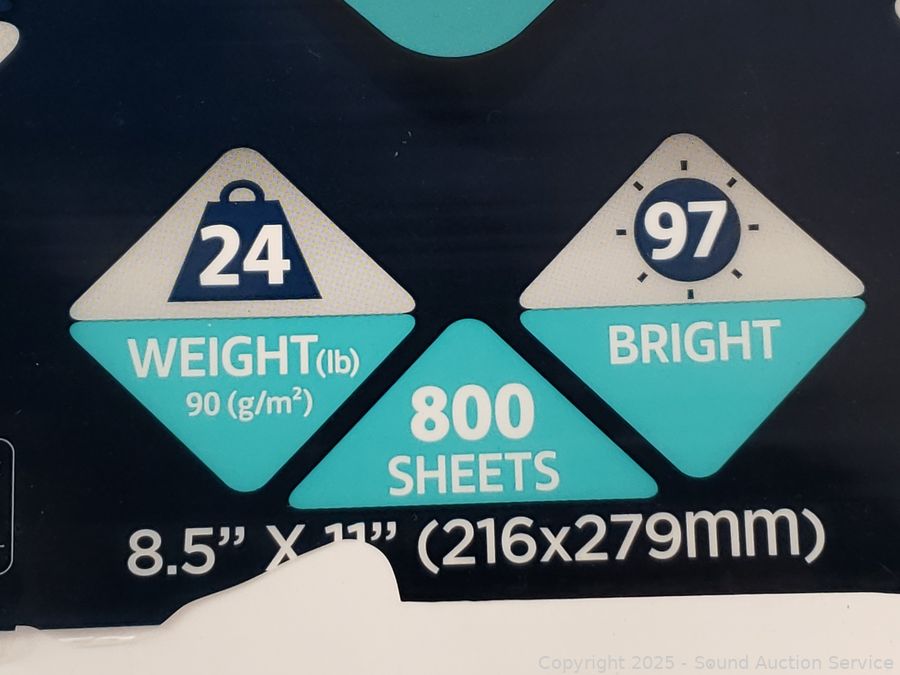 24
WEIGHT(lb)
90 (g/m²)
97
BRIGHT
800
SHEETS
8.5” X 11” (216x279mm)
Copyright 2025 - Sound Auction Service